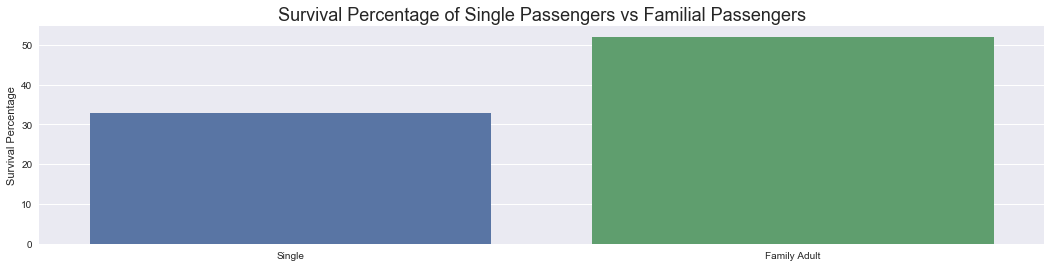 Survival Percentage of Single Passengers vs Familial Passengers
Survival Percentage
50
40
30
20
10
0
Single
Family Adult